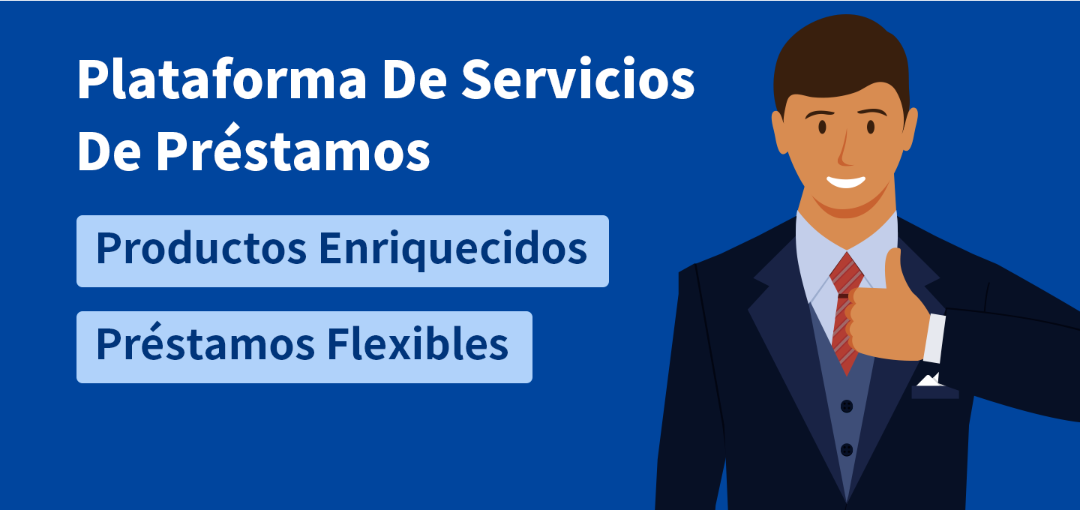 Plataforma De Servicios
De Préstamos
Productos Enriquecidos
Préstamos Flexibles